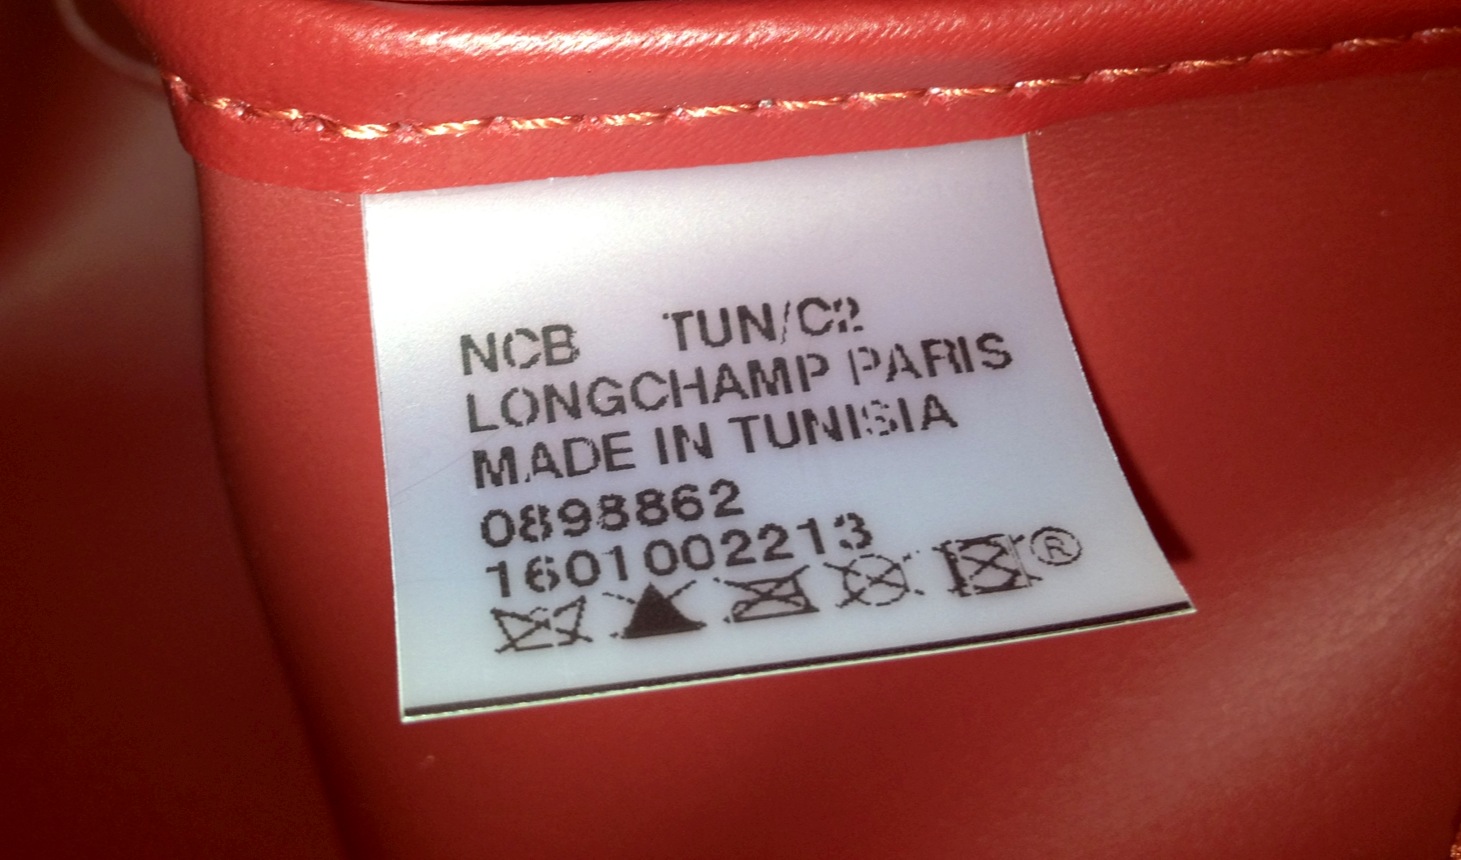 NCB TUN/C2
LONGCHAMP PARIS
MADE IN TUNISIA
0898862
1601002213
®